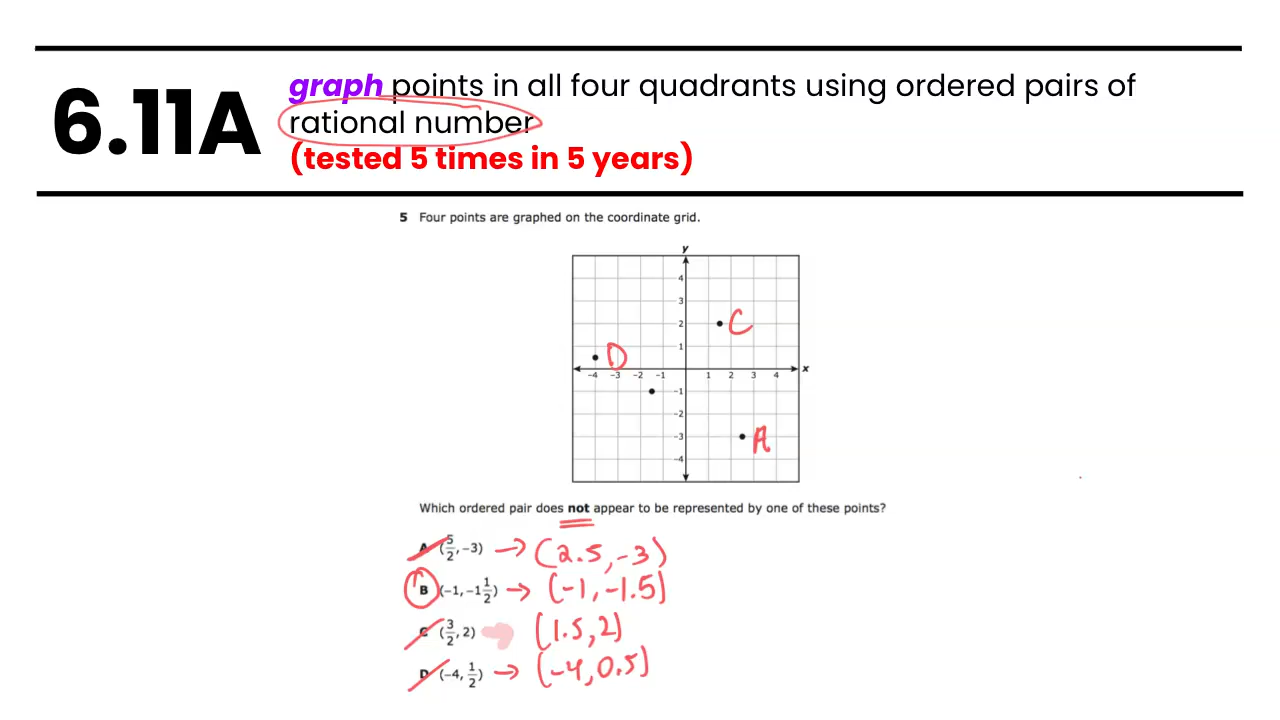 6.11A
graph points in all four quadrants using ordered pairs of
rational number
(tested 5 times in 5 years)
5 Four points are graphed on the coordinate grid.
y
4
3
2 C
1
D
x
-4 -3 -2 -1 1 2 3 4
-1
-2
-3 A
-4
Which ordered pair does not appear to be represented by one of these points?
A (5/2, -3) → (2.5, -3)
B (-1, -1 1/2) → (-1, -1.5)
C (3/2, 2) (1.5, 2)
D (-4, 1/2) → (-4, 0.5)